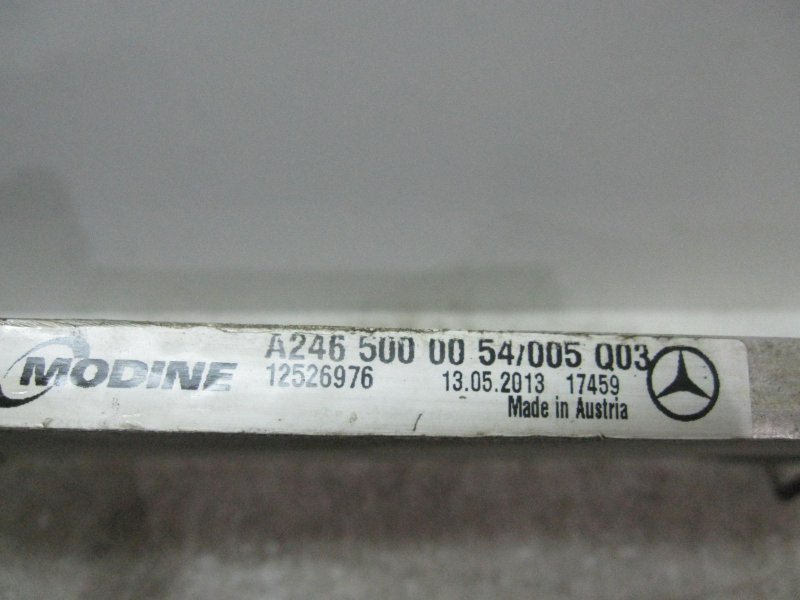 MODINE
A246 500 00 54/005 Q03
12526976 13.05.2013 17459
Made in Austria